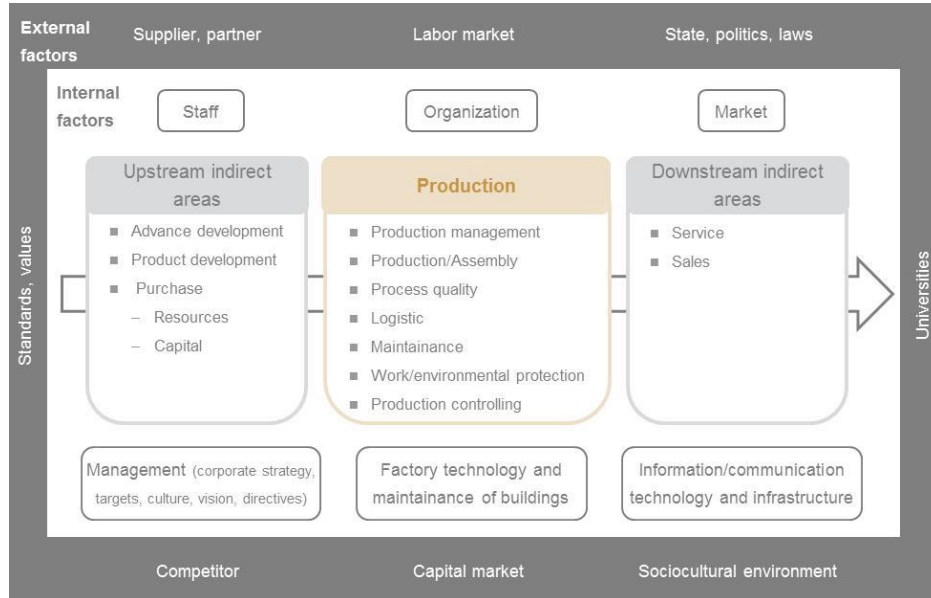 External
factors
Supplier, partner
Labor market
State, politics, laws
Internal
factors
Staff
Organization
Market
Standards, values
Upstream indirect
areas
■ Advance development
■ Product development
■ Purchase
– Resources
– Capital
Production
■ Production management
■ Production/Assembly
■ Process quality
■ Logistic
■ Maintainance
■ Work/environmental protection
■ Production controlling
Downstream indirect
areas
■ Service
■ Sales
Universities
Management (corporate strategy,
targets, culture, vision, directives)
Factory technology and
maintainance of buildings
Information/communication
technology and infrastructure
Competitor
Capital market
Sociocultural environment